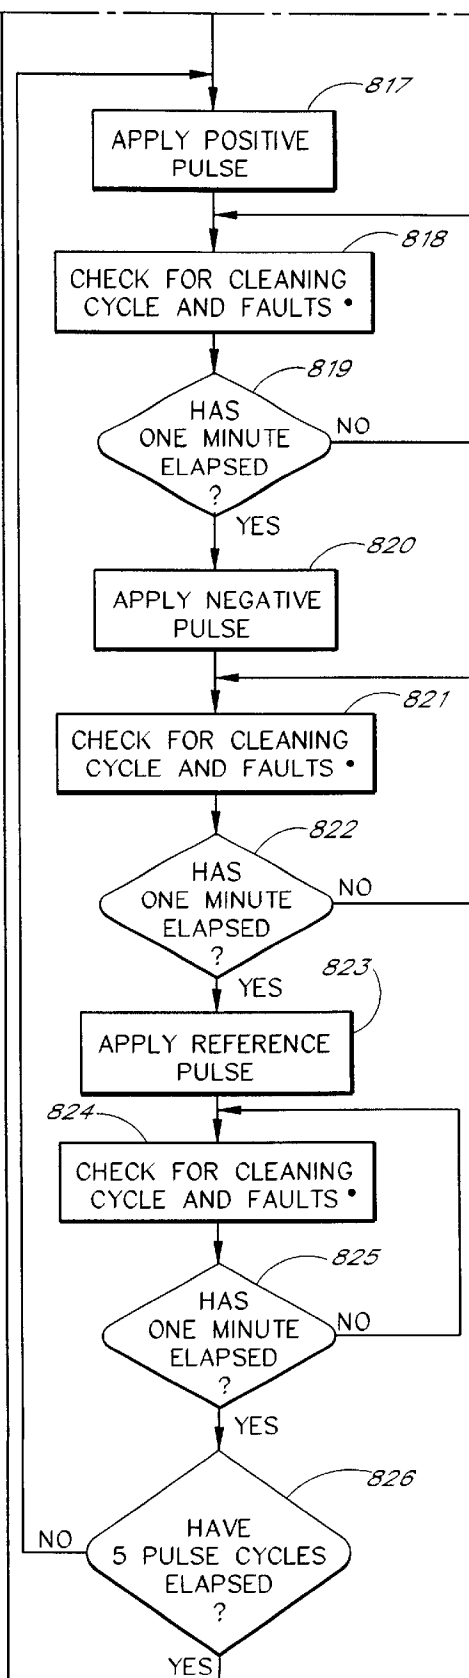 817
APPLY POSITIVE
PULSE
818
CHECK FOR CLEANING
CYCLE AND FAULTS •
819
HAS
ONE MINUTE
ELAPSED
?
NO
YES
820
APPLY NEGATIVE
PULSE
821
CHECK FOR CLEANING
CYCLE AND FAULTS •
822
HAS
ONE MINUTE
ELAPSED
?
NO
YES
823
APPLY REFERENCE
PULSE
824
CHECK FOR CLEANING
CYCLE AND FAULTS •
825
HAS
ONE MINUTE
ELAPSED
?
NO
YES
826
HAVE
5 PULSE CYCLES
ELAPSED
?
NO
YES